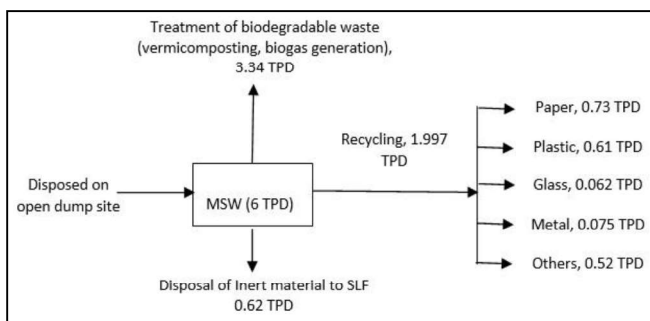 Treatment of biodegradable waste
(vermicomposting, biogas generation),
3.34 TPD
Recycling, 1.997
TPD
Paper, 0.73 TPD
Plastic, 0.61 TPD
Glass, 0.062 TPD
Metal, 0.075 TPD
Others, 0.52 TPD
Disposed on
open dump site
MSW (6 TPD)
Disposal of Inert material to SLF
0.62 TPD